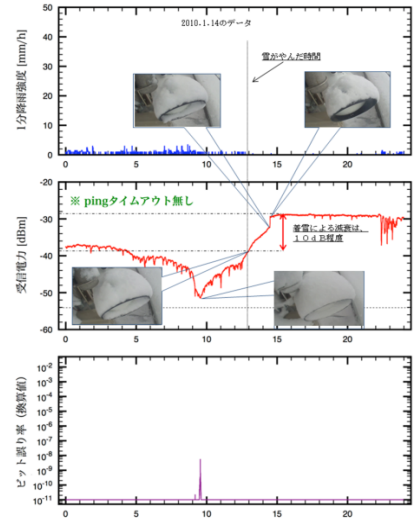 2010.1.14のデータ
1分降雨強度 [mm/h]
50
40
30
20
10
0
雪がやんだ時間
0 5 10 15 20
受信電力 [dBm]
-20
-30
-40
-50
-60
※ pingタイムアウト無し
着雪による減衰は、
１０ｄＢ程度
0 5 10 15 20
ビット誤り率（換算値）
10-2
10-3
10-4
10-5
10-6
10-7
10-8
10-9
10-10
10-11
0 5 10 15 20